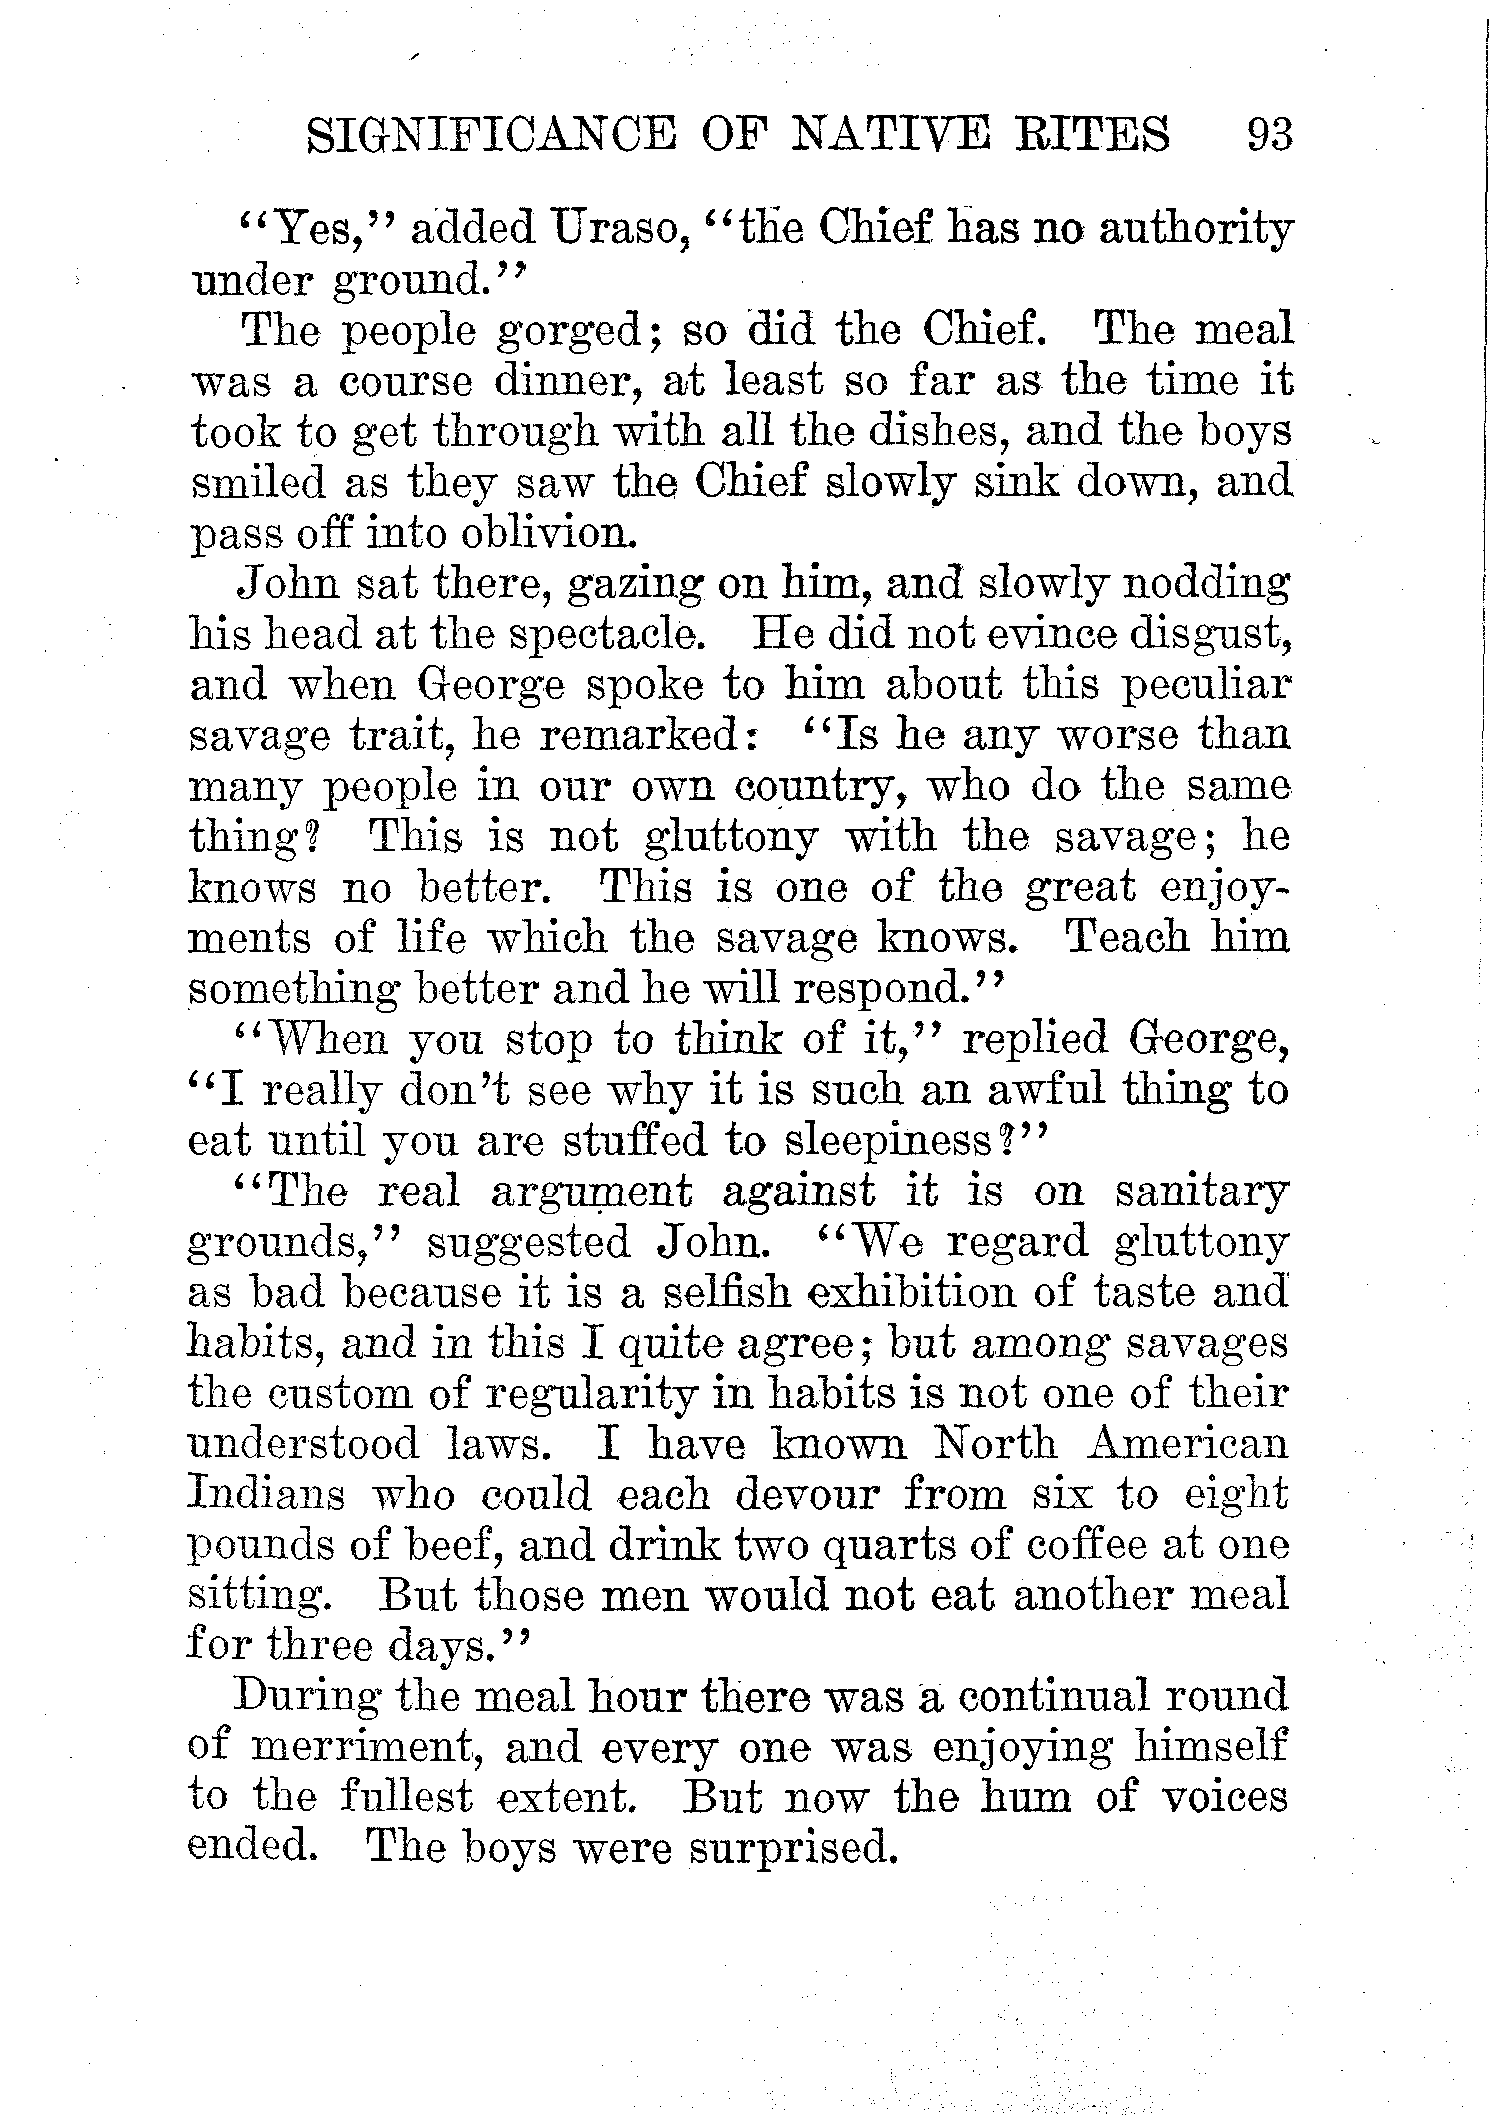 SIGNIFICANCE OF NATIVE RITES 93
“Yes,” added Uraso, “the Chief has no authority
under ground.”
The people gorged; so did the Chief. The meal
was a course dinner, at least so far as the time it
took to get through with all the dishes, and the boys
smiled as they saw the Chief slowly sink down, and
pass off into oblivion.
John sat there, gazing on him, and slowly nodding
his head at the spectacle. He did not evince disgust,
and when George spoke to him about this peculiar
savage trait, he remarked: “Is he any worse than
many people in our own country, who do the same
thing? This is not gluttony with the savage; he
knows no better. This is one of the great enjoy-
ments of life which the savage knows. Teach him
something better and he will respond.”
“When you stop to think of it,” replied George,
“I really don’t see why it is such an awful thing to
eat until you are stuffed to sleepiness?”
“The real argument against it is on sanitary
grounds,” suggested John. “We regard gluttony
as bad because it is a selfish exhibition of taste and
habits, and in this I quite agree; but among savages
the custom of regularity in habits is not one of their
understood laws. I have known North American
Indians who could each devour from six to eight
pounds of beef, and drink two quarts of coffee at one
sitting. But those men would not eat another meal
for three days.”
During the meal hour there was a continual round
of merriment, and every one was enjoying himself
to the fullest extent. But now the hum of voices
ended. The boys were surprised.